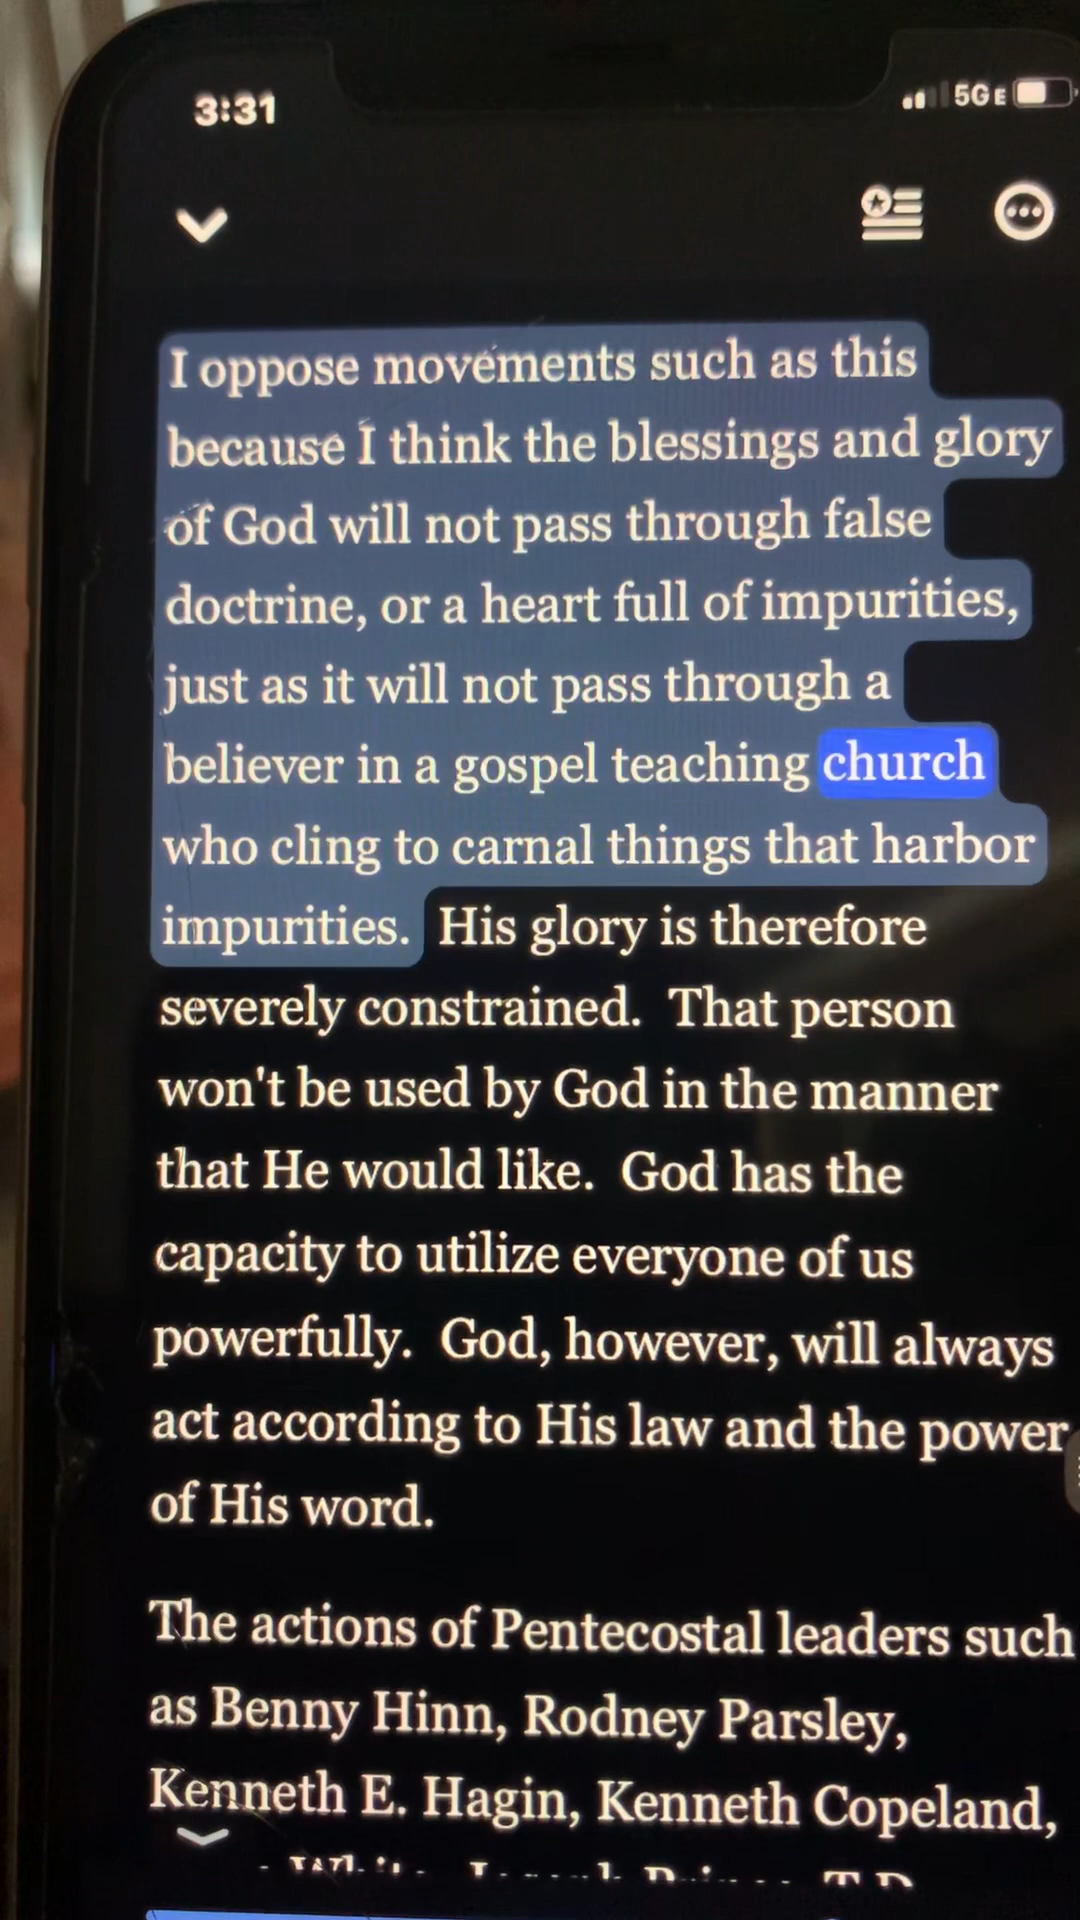 3:31
5GE
I oppose movements such as this
because I think the blessings and glory
of God will not pass through false
doctrine, or a heart full of impurities,
just as it will not pass through a
believer in a gospel teaching church
who cling to carnal things that harbor
impurities. His glory is therefore
severely constrained. That person
won't be used by God in the manner
that He would like. God has the
capacity to utilize everyone of us
powerfully. God, however, will always
act according to His law and the power
of His word.
The actions of Pentecostal leaders such
as Benny Hinn, Rodney Parsley,
Kenneth E. Hagin, Kenneth Copeland,